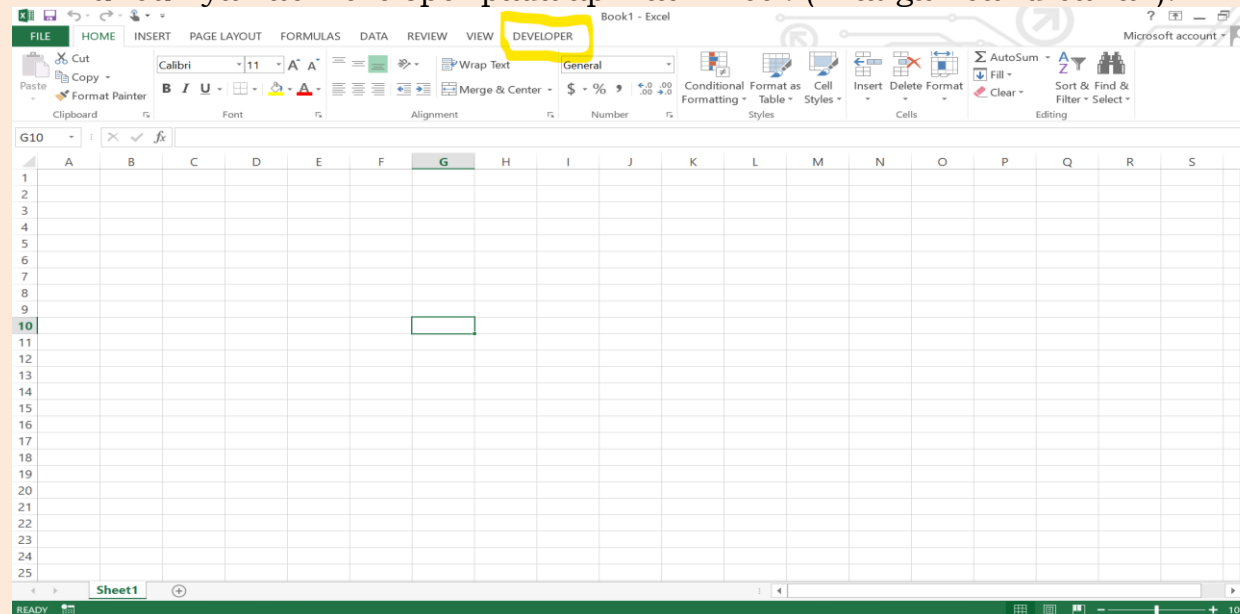 Book1 - Excel
FILE HOME INSERT PAGE LAYOUT FORMULAS DATA REVIEW VIEW DEVELOPER
Microsoft account
Paste
Cut
Copy
Format Painter
Clipboard
Calibri 11
B I U
Font
Wrap Text
Merge & Center
Alignment
General
$ % ,
Number
Conditional Formatting
Format as Table
Cell Styles
Styles
Insert Delete Format
Cells
AutoSum
Fill
Clear
Sort & Filter
Find & Select
Editing
G10
fx
A B C D E F G H I J K L M N O P Q R S
1
2
3
4
5
6
7
8
9
10
11
12
13
14
15
16
17
18
19
20
21
22
23
24
25
Sheet1
READY